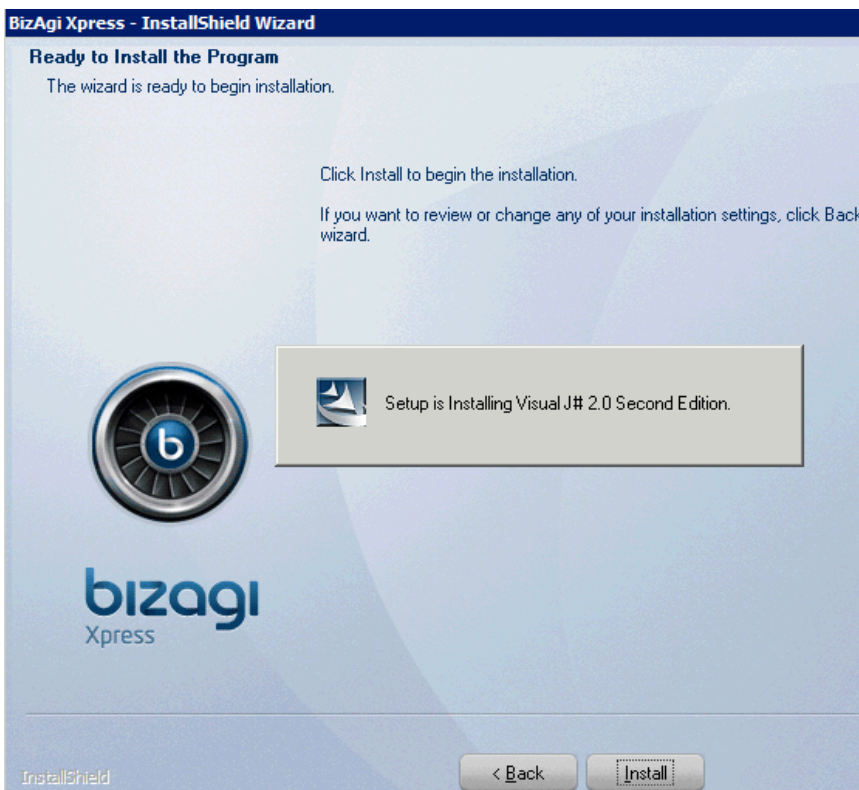 BizAgi Xpress - InstallShield Wizard
Ready to Install the Program
The wizard is ready to begin installation.
Click Install to begin the installation.
If you want to review or change any of your installation settings, click Back
wizard.
Setup is Installing Visual J# 2.0 Second Edition.
b
bizagi
Xpress
InstallShield
< Back
Install